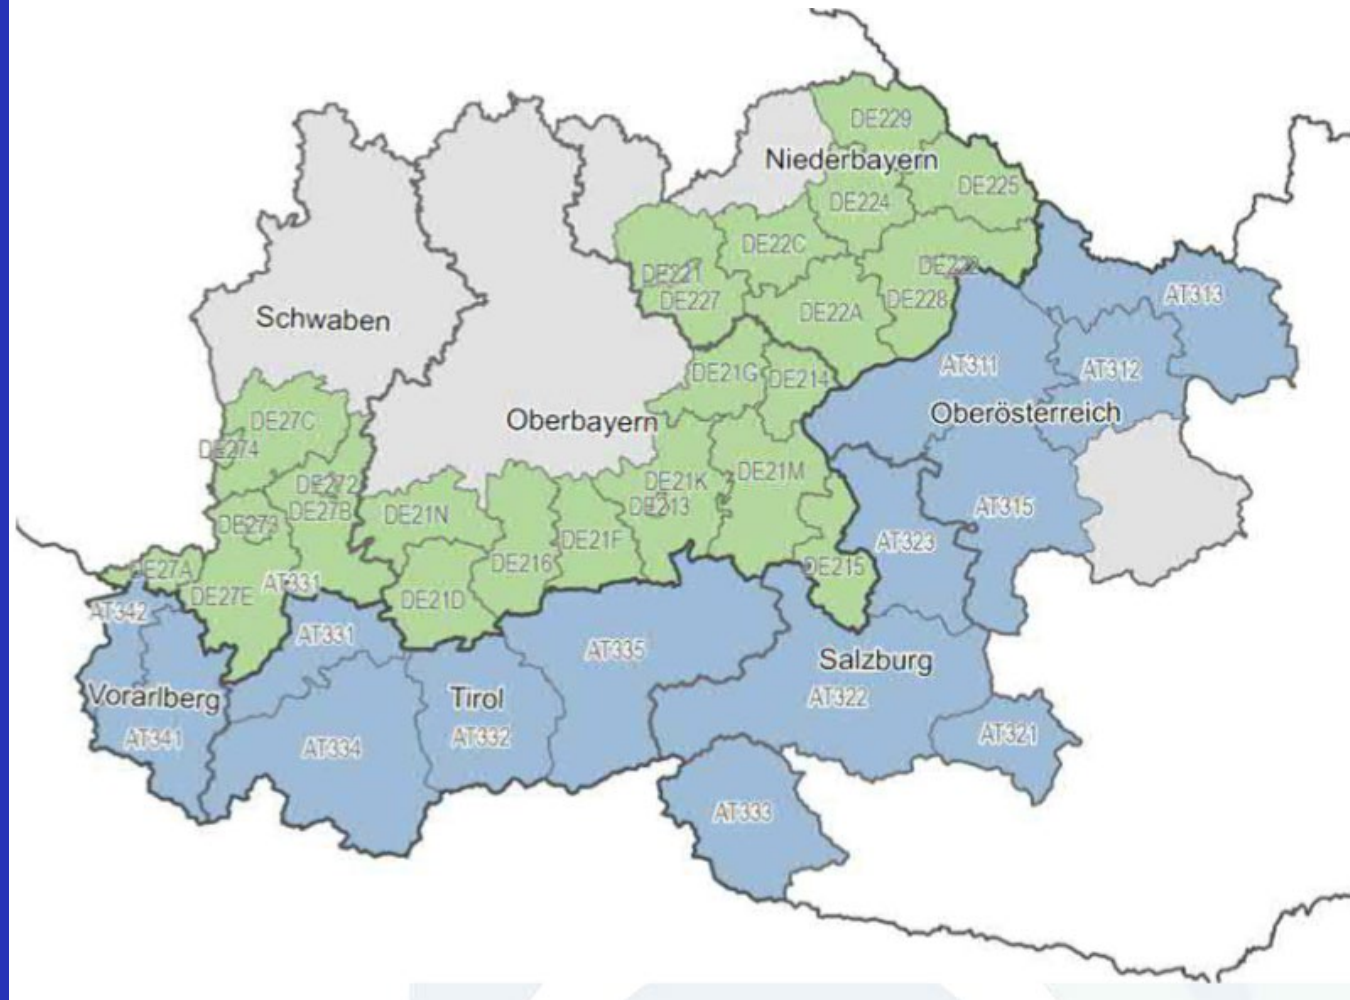 DE229
Niederbayern
DE225
DE224
DE22C
DE221
DE222
DE227
DE228
DE22A
AT313
Schwaben
AT311
AT312
DE21G
DE214
Oberösterreich
DE27C
Oberbayern
DE274
DE21M
DE272
DE21K
DE213
AT315
DE27B
DE21N
DE273
DE21F
AT323
DE216
DE215
DE27A
AT331
DE27E
DE21D
AT342
AT331
AT335
Salzburg
Vorarlberg
Tirol
AT322
AT341
AT334
AT332
AT321
AT333